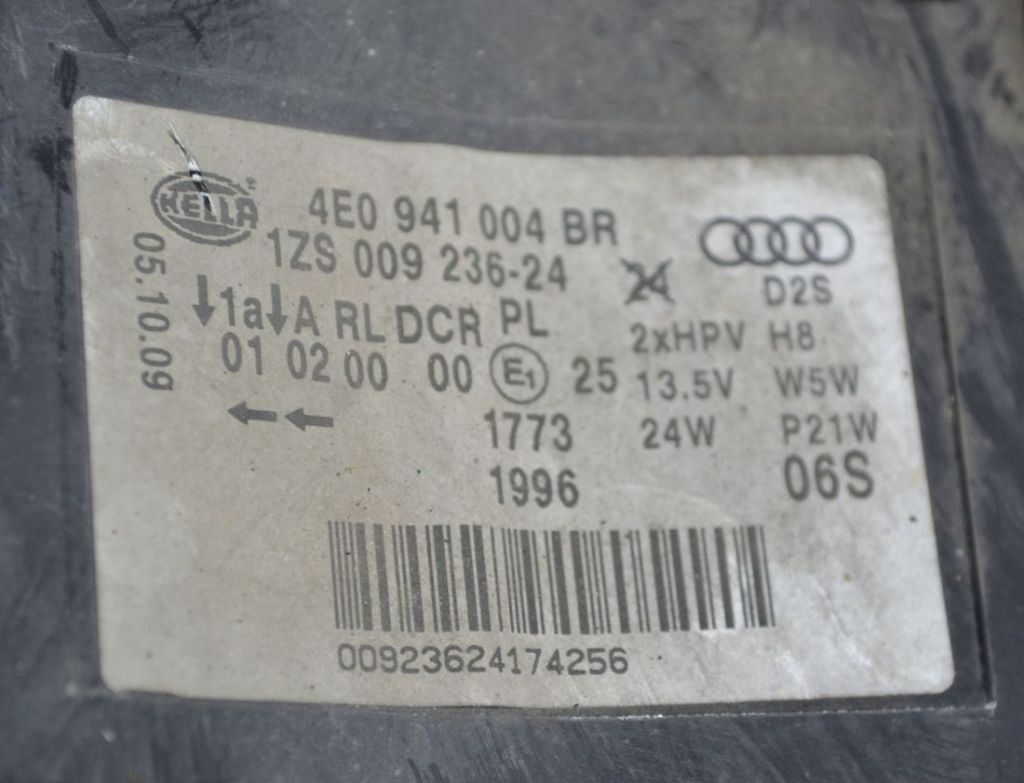 HELLA
4E0 941 004 BR
1ZS 009 236-24
24
D2S
↓1a↓A RL DCR PL
2xHPV H8
01 02 00 00 E1 25
13.5V W5W
←←
1773
24W P21W
1996
06S
05.10.09
00923624174256